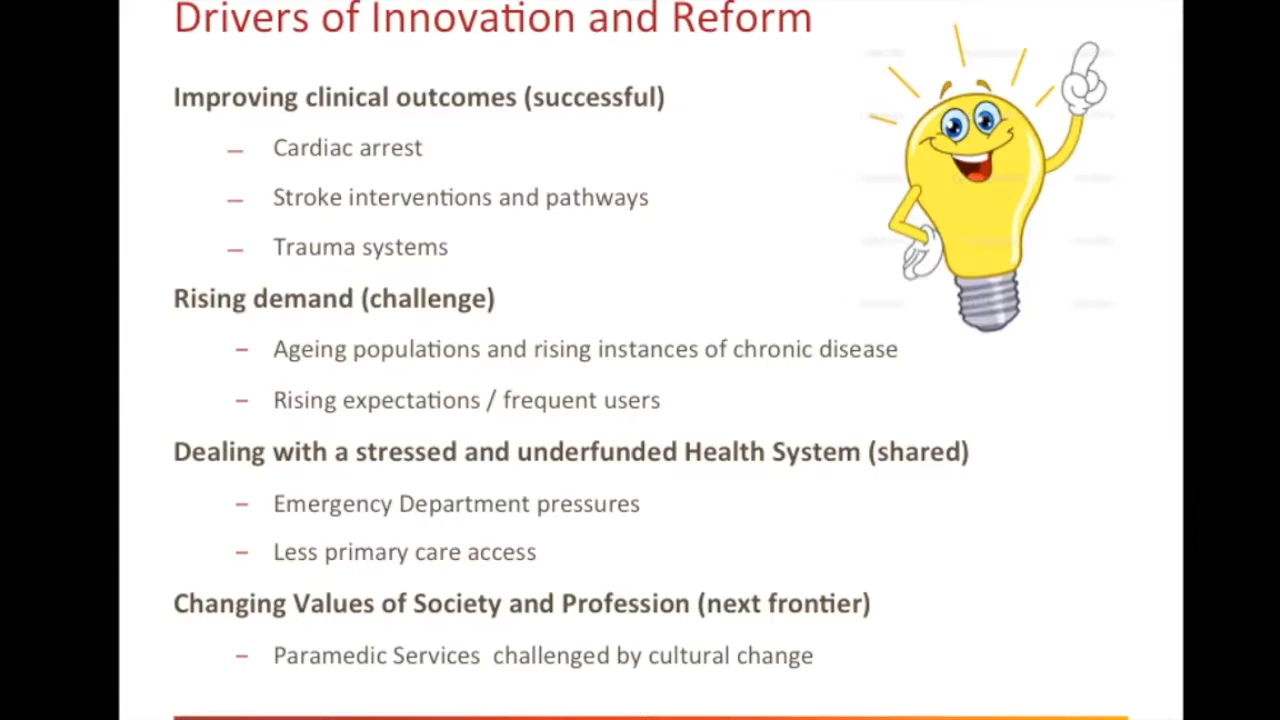 Drivers of Innovation and Reform
Improving clinical outcomes (successful)
— Cardiac arrest
— Stroke interventions and pathways
— Trauma systems
Rising demand (challenge)
– Ageing populations and rising instances of chronic disease
– Rising expectations / frequent users
Dealing with a stressed and underfunded Health System (shared)
– Emergency Department pressures
– Less primary care access
Changing Values of Society and Profession (next frontier)
– Paramedic Services  challenged by cultural change